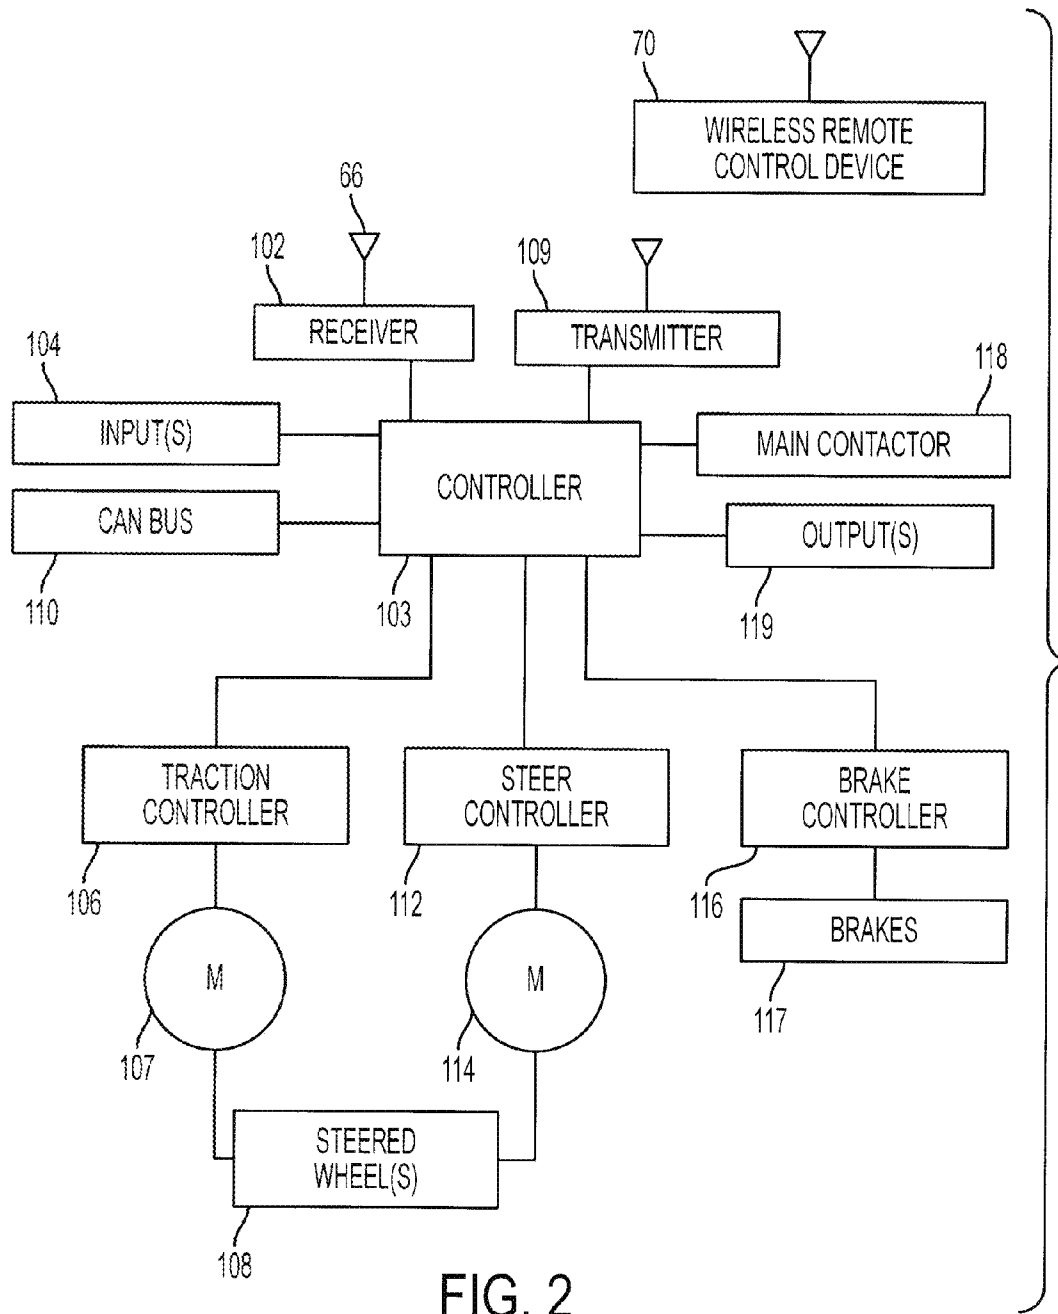 70
WIRELESS REMOTE
CONTROL DEVICE
66
102
109
RECEIVER
TRANSMITTER
104
118
INPUT(S)
MAIN CONTACTOR
CONTROLLER
CAN BUS
OUTPUT(S)
110
103
119
TRACTION
CONTROLLER
STEER
CONTROLLER
BRAKE
CONTROLLER
106
112
116
BRAKES
M
M
117
107
114
STEERED
WHEEL(S)
108
FIG. 2